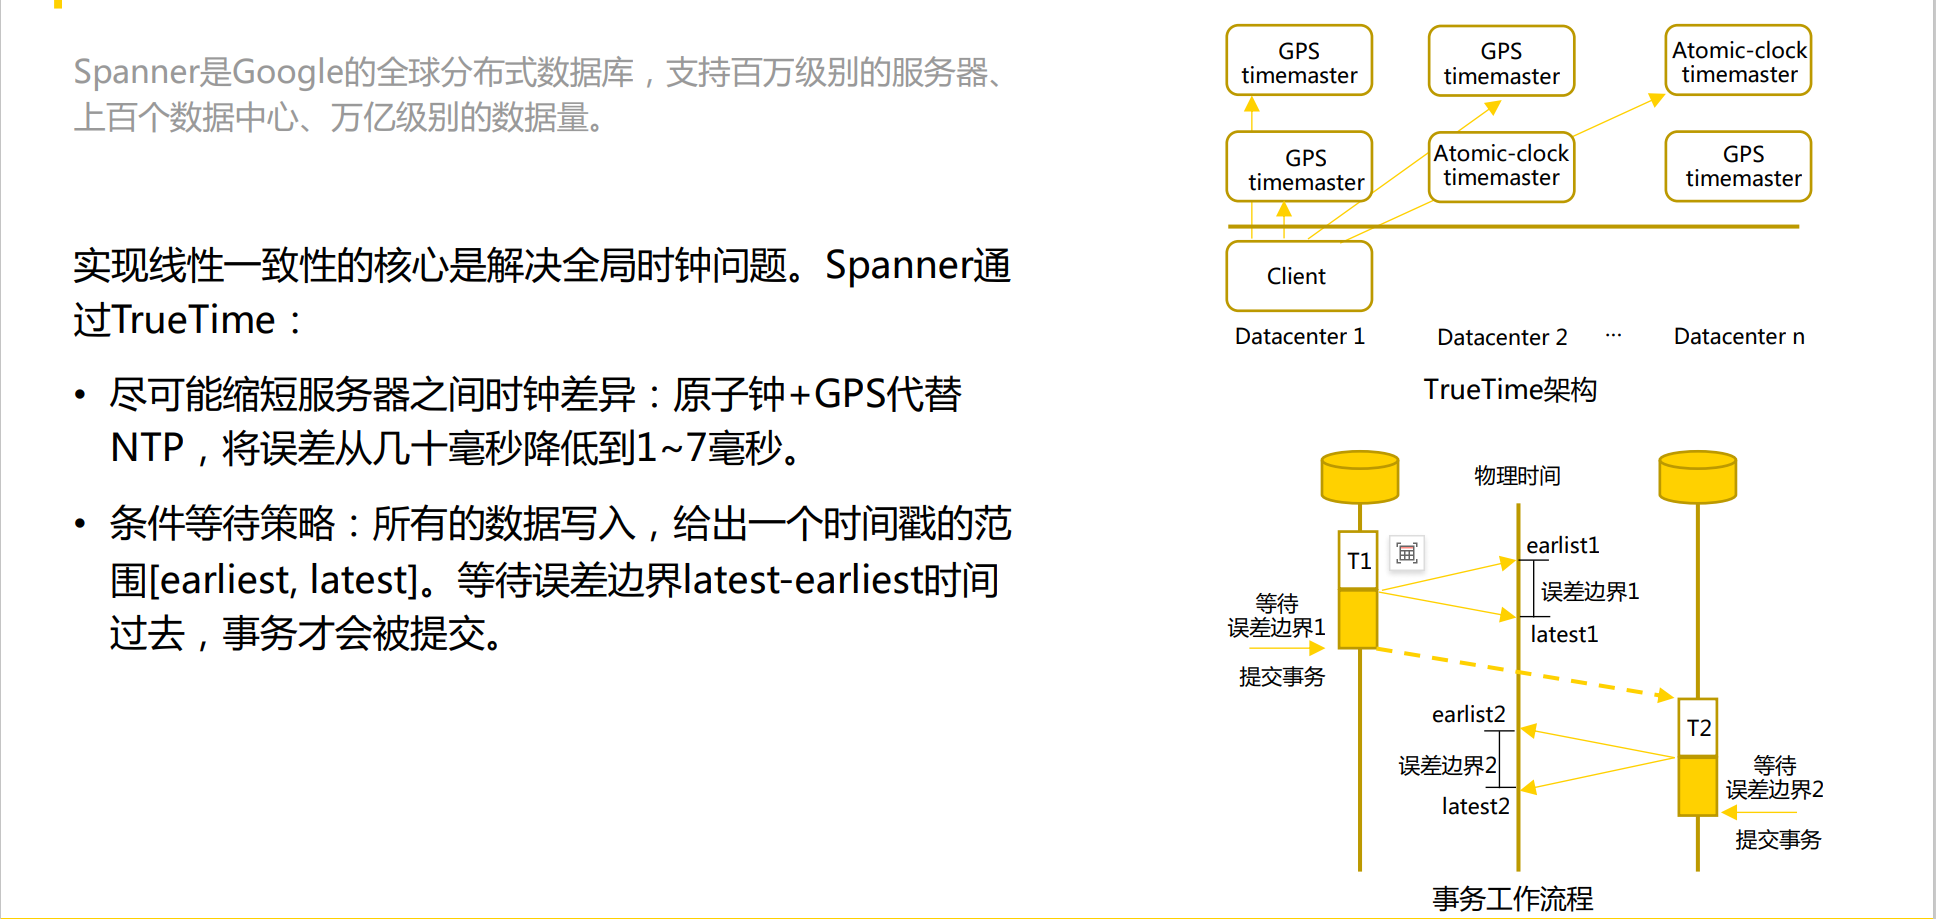 Spanner是Google的全球分布式数据库，支持百万级别的服务器、
上百个数据中心、万亿级别的数据量。
实现线性一致性的核心是解决全局时钟问题。Spanner通
过TrueTime：
• 尽可能缩短服务器之间时钟差异：原子钟+GPS代替
NTP，将误差从几十毫秒降低到1~7毫秒。
• 条件等待策略：所有的数据写入，给出一个时间戳的范
围[earliest, latest]。等待误差边界latest-earliest时间
过去，事务才会被提交。
GPS
timemaster
GPS
timemaster
Atomic-clock
timemaster
GPS
timemaster
Atomic-clock
timemaster
GPS
timemaster
Client
Datacenter 1
Datacenter 2
...
Datacenter n
TrueTime架构
物理时间
T1
earlist1
误差边界1
latest1
等待
误差边界1
提交事务
earlist2
误差边界2
latest2
T2
等待
误差边界2
提交事务
事务工作流程